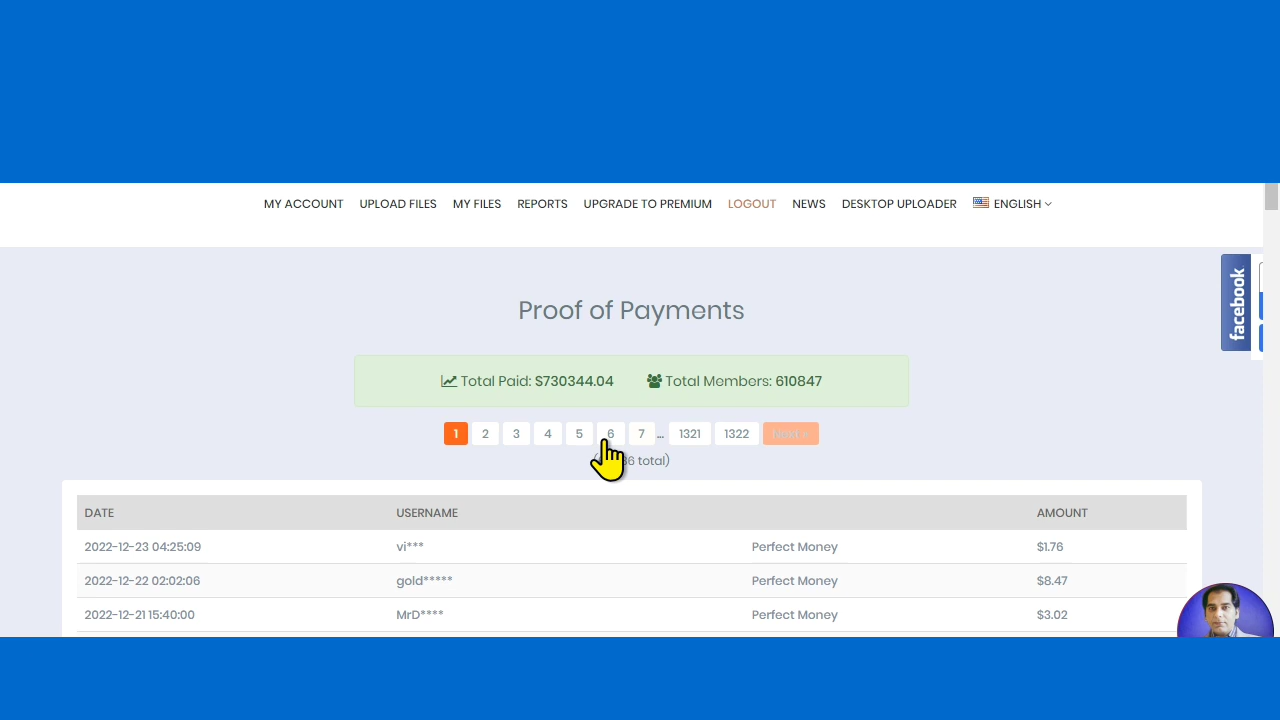 MY ACCOUNT UPLOAD FILES MY FILES REPORTS UPGRADE TO PREMIUM LOGOUT NEWS DESKTOP UPLOADER ENGLISH
facebook
Proof of Payments
Total Paid: $730344.04 Total Members: 610847
1 2 3 4 5 6 7 ... 1321 1322 Next »
total)
DATE USERNAME AMOUNT
2022-12-23 04:25:09 vi*** Perfect Money $1.76
2022-12-22 02:02:06 gold***** Perfect Money $8.47
2022-12-21 15:40:00 MrD**** Perfect Money $3.02